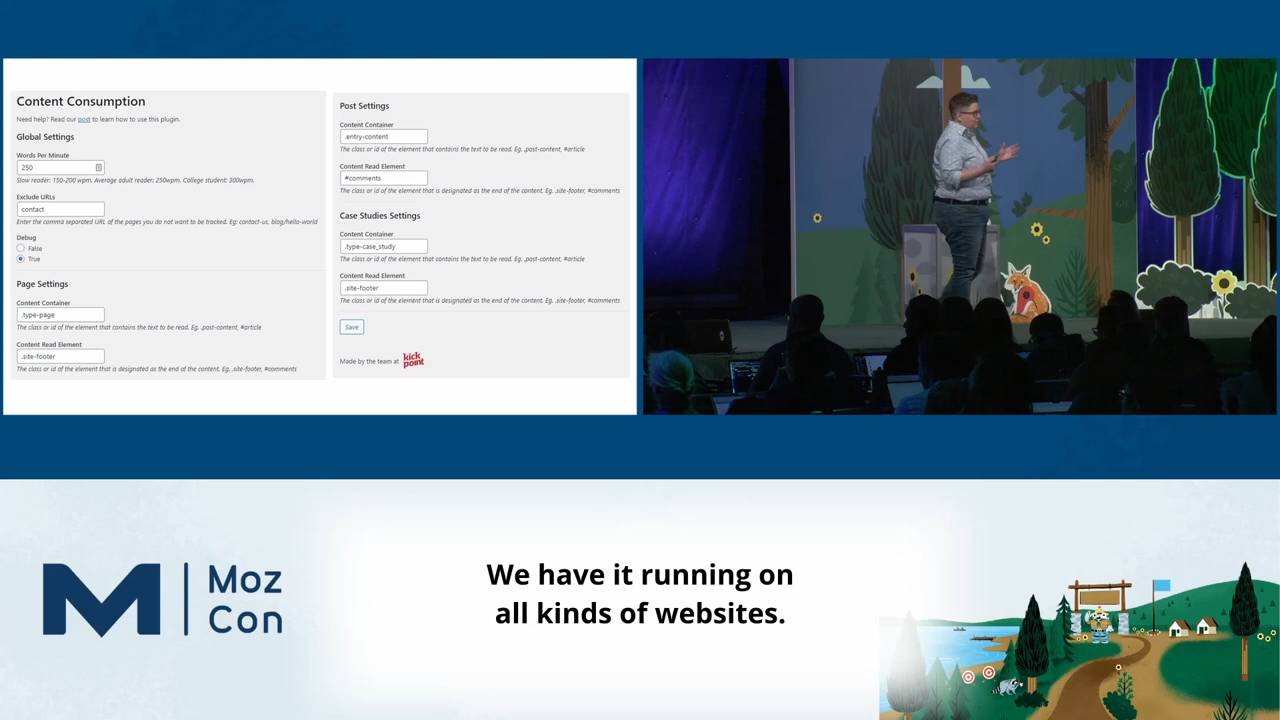 Content Consumption
Need help? Read our post to learn how to use this plugin.
Global Settings
Words Per Minute
250
Slow reader: 150-200 wpm. Average adult reader: 250wpm. College student: 300wpm.
Exclude URLs
contact
Enter the comma separated URL of the pages you do not want to be tracked. Eg: contact-us, blog/hello-world
Debug
False
True
Page Settings
Content Container
.type-page
The class or id of the element that contains the text to be read. Eg. .post-content, #article
Content Read Element
.site-footer
The class or id of the element that is designated as the end of the content. Eg. .site-footer, #comments
Post Settings
Content Container
.entry-content
The class or id of the element that contains the text to be read. Eg. .post-content, #article
Content Read Element
#comments
The class or id of the element that is designated as the end of the content. Eg. .site-footer, #comments
Case Studies Settings
Content Container
.type-case_study
The class or id of the element that contains the text to be read. Eg. .post-content, #article
Content Read Element
.site-footer
The class or id of the element that is designated as the end of the content. Eg. .site-footer, #comments
Save
Made by the team at kick
point
M Moz
Con
We have it running on
all kinds of websites.